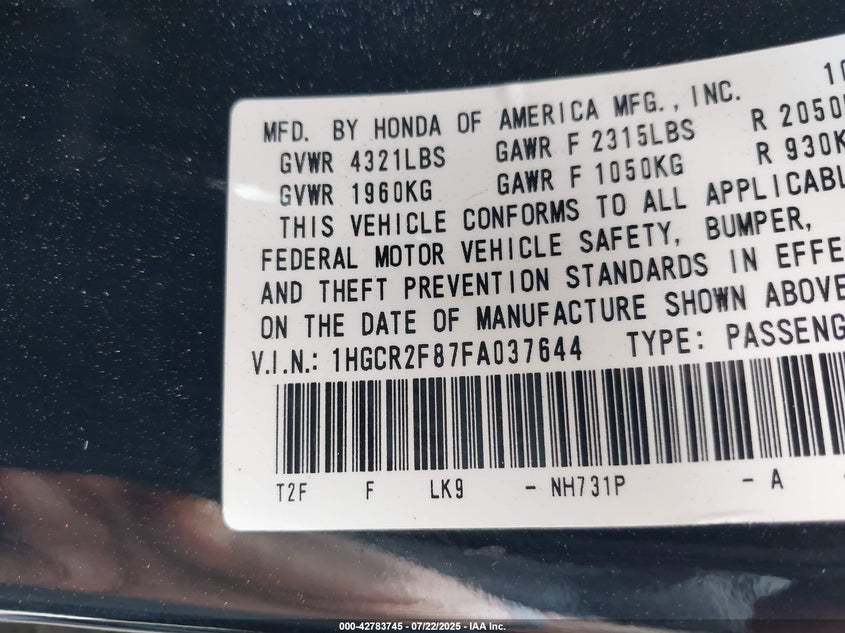 MFD. BY HONDA OF AMERICA MFG., INC. 10
GVWR 4321LBS GAWR F 2315LBS R 2050
GVWR 1960KG GAWR F 1050KG R 930K
THIS VEHICLE CONFORMS TO ALL APPLICABL
FEDERAL MOTOR VEHICLE SAFETY, BUMPER,
AND THEFT PREVENTION STANDARDS IN EFFE
ON THE DATE OF MANUFACTURE SHOWN ABOVE
V.I.N.: 1HGCR2F87FA037644 TYPE: PASSENG
T2F F LK9 - NH731P - A
000-42783745 - 07/22/2025 - IAA Inc.